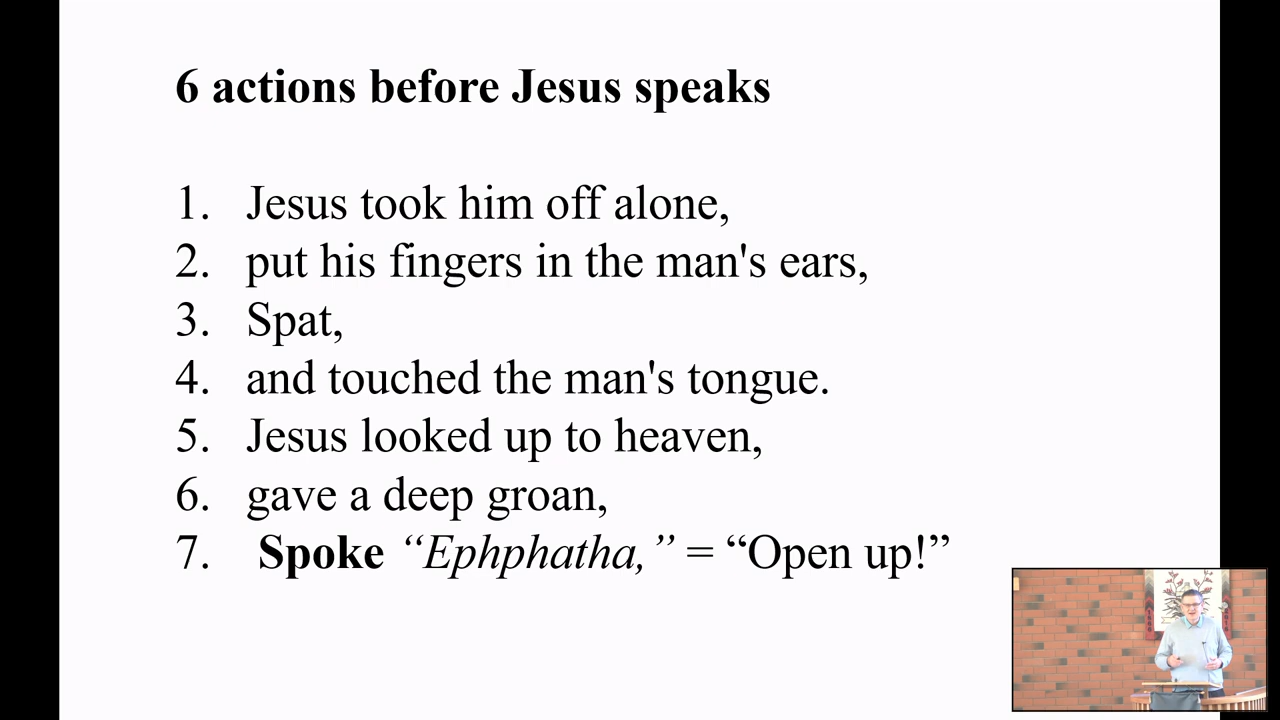 6 actions before Jesus speaks
1. Jesus took him off alone,
2. put his fingers in the man's ears,
3. Spat,
4. and touched the man's tongue.
5. Jesus looked up to heaven,
6. gave a deep groan,
7. Spoke “Ephphatha,” = “Open up!”